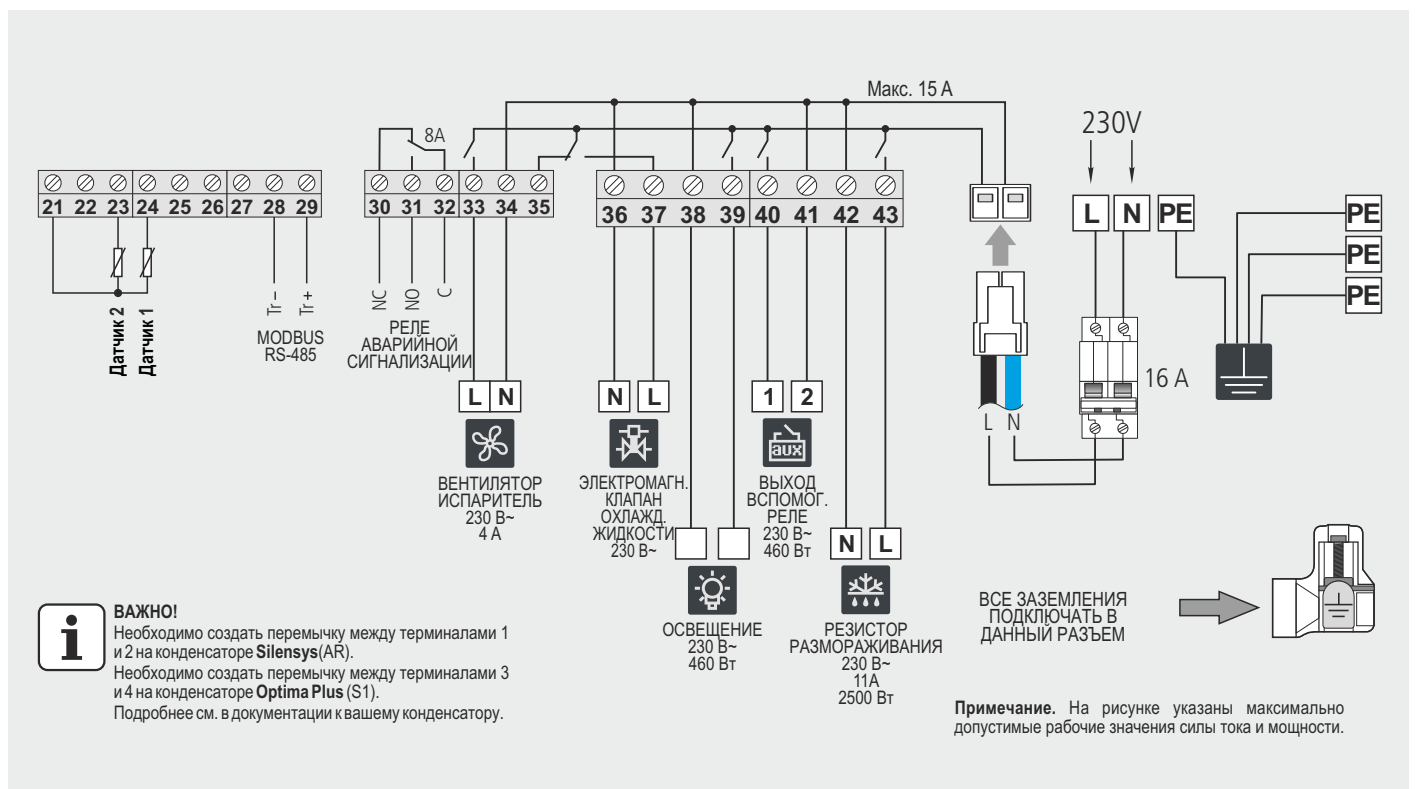 Макс. 15 A
8A
230V
21 22 23 24 25 26 27 28 29
30 31 32 33 34 35
36 37 38 39 40 41 42 43
L N PE
PE
PE
PE
Датчик 2
Датчик 1
Tr –
Tr +
MODBUS
RS-485
NC
NO
C
РЕЛЕ
АВАРИЙНОЙ
СИГНАЛИЗАЦИИ
L N
ВЕНТИЛЯТОР
ИСПАРИТЕЛЬ
230 В~
4 А
N L
ЭЛЕКТРОМАГН.
КЛАПАН
ОХЛАЖД.
ЖИДКОСТИ
230 В~
ОСВЕЩЕНИЕ
230 В~
460 Вт
1 2
aux
ВЫХОД
ВСПОМОГ.
РЕЛЕ
230 В~
460 Вт
N L
РЕЗИСТОР
РАЗМОРАЖИВАНИЯ
230 В~
11А
2500 Вт
L N
16 A
ВСЕ ЗАЗЕМЛЕНИЯ
ПОДКЛЮЧАТЬ В
ДАННЫЙ РАЗЪЕМ
i
ВАЖНО!
Необходимо создать перемычку между терминалами 1
и 2 на конденсаторе Silensys(AR).
Необходимо создать перемычку между терминалами 3
и 4 на конденсаторе Optima Plus (S1).
Подробнее см. в документации к вашему конденсатору.
Примечание. На рисунке указаны максимально
допустимые рабочие значения силы тока и мощности.